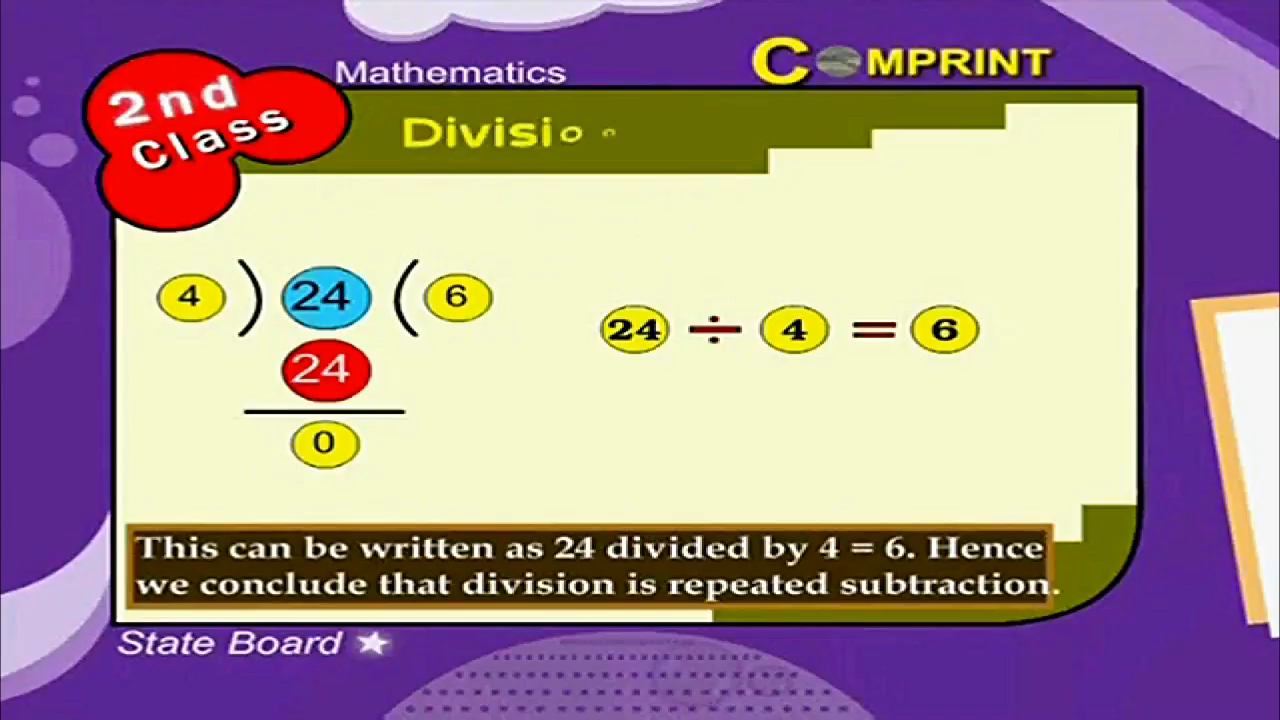 Mathematics
COMPRINT
2nd
Class
Division
4 ) 24 ( 6
24
0
24 ÷ 4 = 6
This can be written as 24 divided by 4 = 6. Hence
we conclude that division is repeated subtraction.
State Board